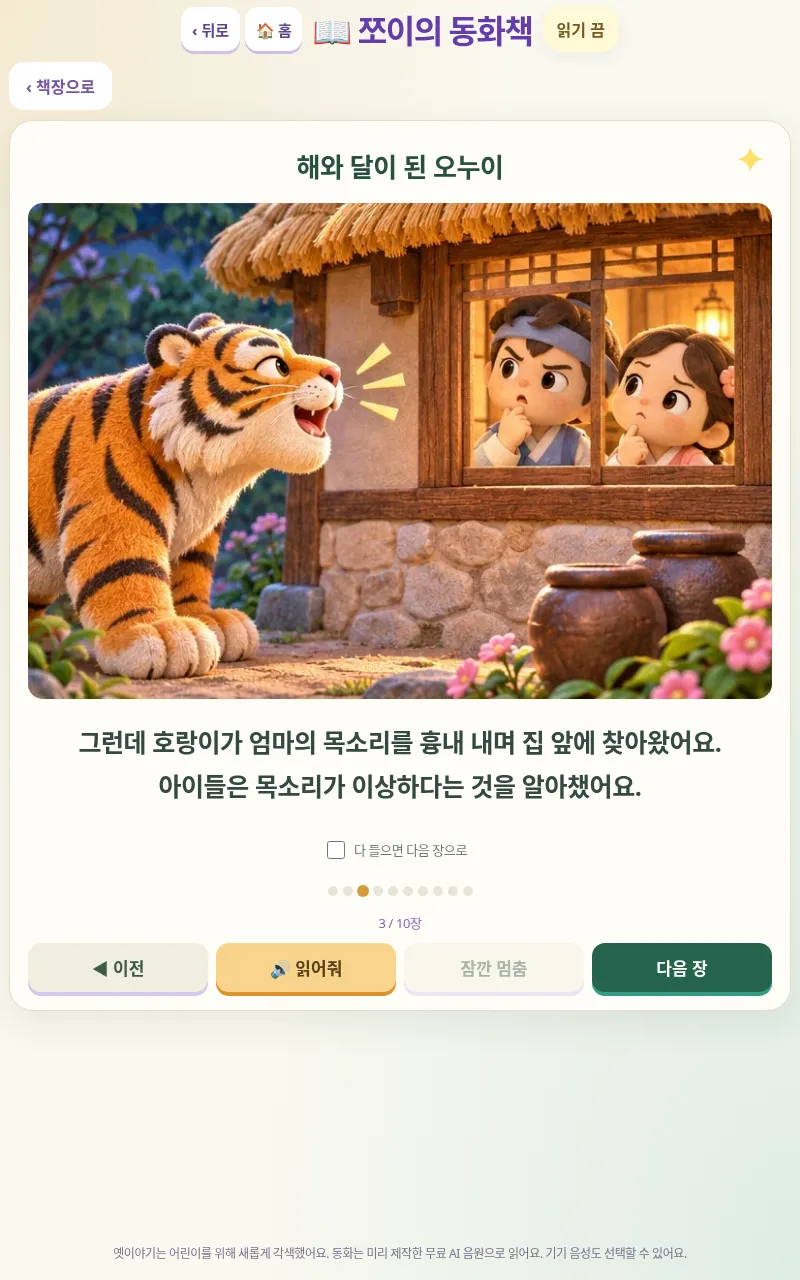 ‹ 뒤로
🏠 홈
📖 쪼이의 동화책
읽기 끝
‹ 책장으로
해와 달이 된 오누이
그런데 호랑이가 엄마의 목소리를 흉내 내며 집 앞에 찾아왔어요.
아이들은 목소리가 이상하다는 것을 알아챘어요.
다 들으면 다음 장으로
3 / 10장
◀ 이전
🔊 읽어줘
잠깐 멈춤
다음 장
옛이야기는 어린이를 위해 새롭게 각색했어요. 동화는 미리 제작한 무료 AI 음원으로 읽어요. 기기 음성도 선택할 수 있어요.